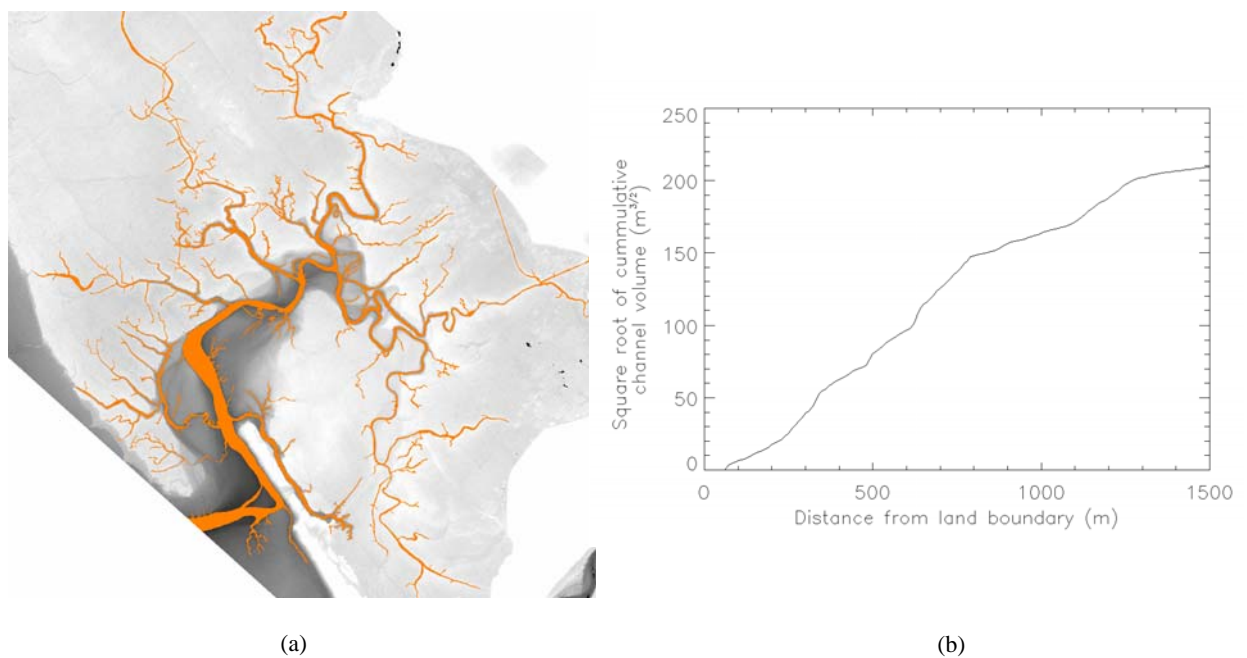 250
200
150
100
50
0
Square root of cummulative
channel volume (m3/2)
0 500 1000 1500
Distance from land boundary (m)
(a) (b)